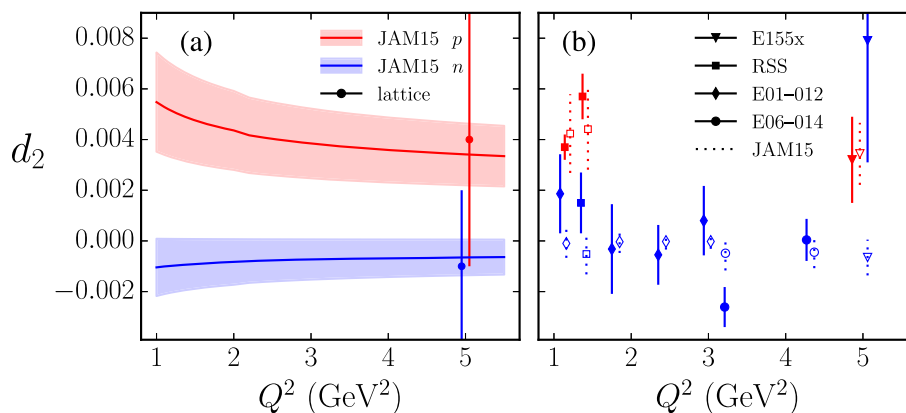 (a)
JAM15 p
JAM15 n
lattice
0.008
0.006
0.004
0.002
0.000
−0.002
d₂
1 2 3 4 5
Q² (GeV²)
(b)
E155x
RSS
E01−012
E06−014
JAM15
1 2 3 4 5
Q² (GeV²)